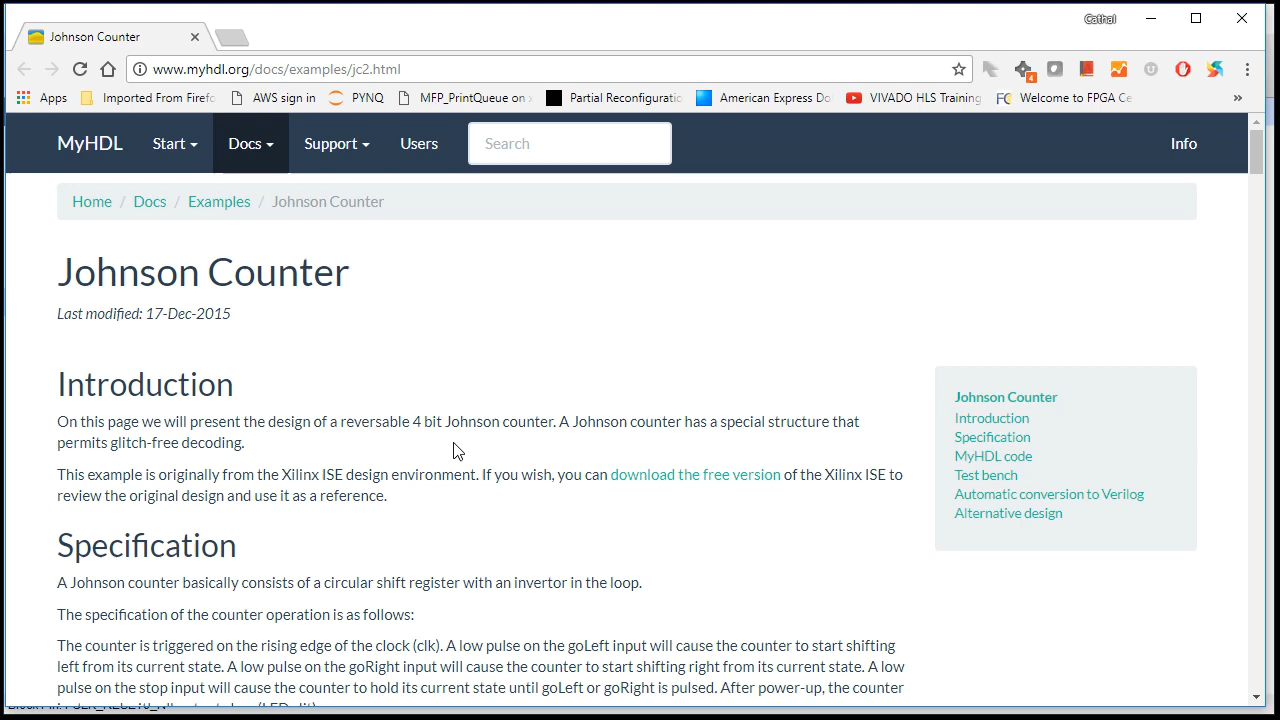 Cathal
Johnson Counter
www.myhdl.org/docs/examples/jc2.html
4
Apps Imported From Firefo AWS sign in PYNQ MFP_PrintQueue on Partial Reconfiguratio American Express Do VIVADO HLS Training Welcome to FPGA Ce »
MyHDL Start Docs Support Users Search Info
Home / Docs / Examples / Johnson Counter
Johnson Counter
Last modified: 17-Dec-2015
Introduction
On this page we will present the design of a reversable 4 bit Johnson counter. A Johnson counter has a special structure that
permits glitch-free decoding.
This example is originally from the Xilinx ISE design environment. If you wish, you can download the free version of the Xilinx ISE to
review the original design and use it as a reference.
Specification
A Johnson counter basically consists of a circular shift register with an invertor in the loop.
The specification of the counter operation is as follows:
The counter is triggered on the rising edge of the clock (clk). A low pulse on the goLeft input will cause the counter to start shifting
left from its current state. A low pulse on the goRight input will cause the counter to start shifting right from its current state. A low
pulse on the stop input will cause the counter to hold its current state until goLeft or goRight is pulsed. After power-up, the counter
Johnson Counter
Introduction
Specification
MyHDL code
Test bench
Automatic conversion to Verilog
Alternative design